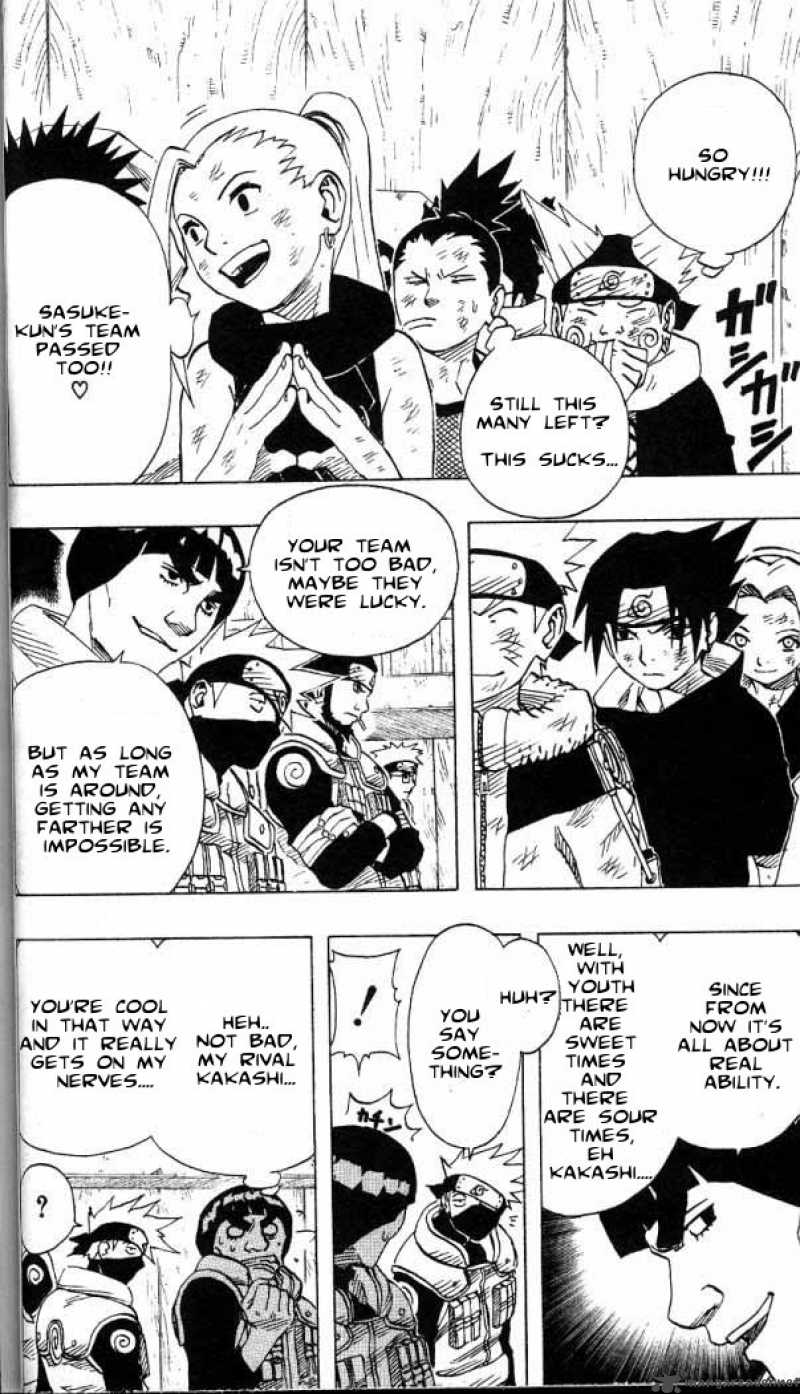 SO
HUNGRY!!!
ガシガシ
STILL THIS
MANY LEFT?
THIS SUCKS...
SASUKE-
KUN'S TEAM
PASSED
TOO!!
♡
YOUR TEAM
ISN'T TOO BAD,
MAYBE THEY
WERE LUCKY.
BUT AS LONG
AS MY TEAM
IS AROUND,
GETTING ANY
FARTHER IS
IMPOSSIBLE.
SINCE
FROM
NOW IT'S
ALL ABOUT
REAL
ABILITY.
WELL,
WITH
YOUTH
THERE
ARE
SWEET
TIMES
AND
THERE
ARE SOUR
TIMES,
EH
KAKASHI....
HUH?
YOU
SAY
SOME-
THING?
!
カチン
HEH..
NOT BAD,
MY RIVAL
KAKASHI...
YOU'RE COOL
IN THAT WAY
AND IT REALLY
GETS ON MY
NERVES....
?